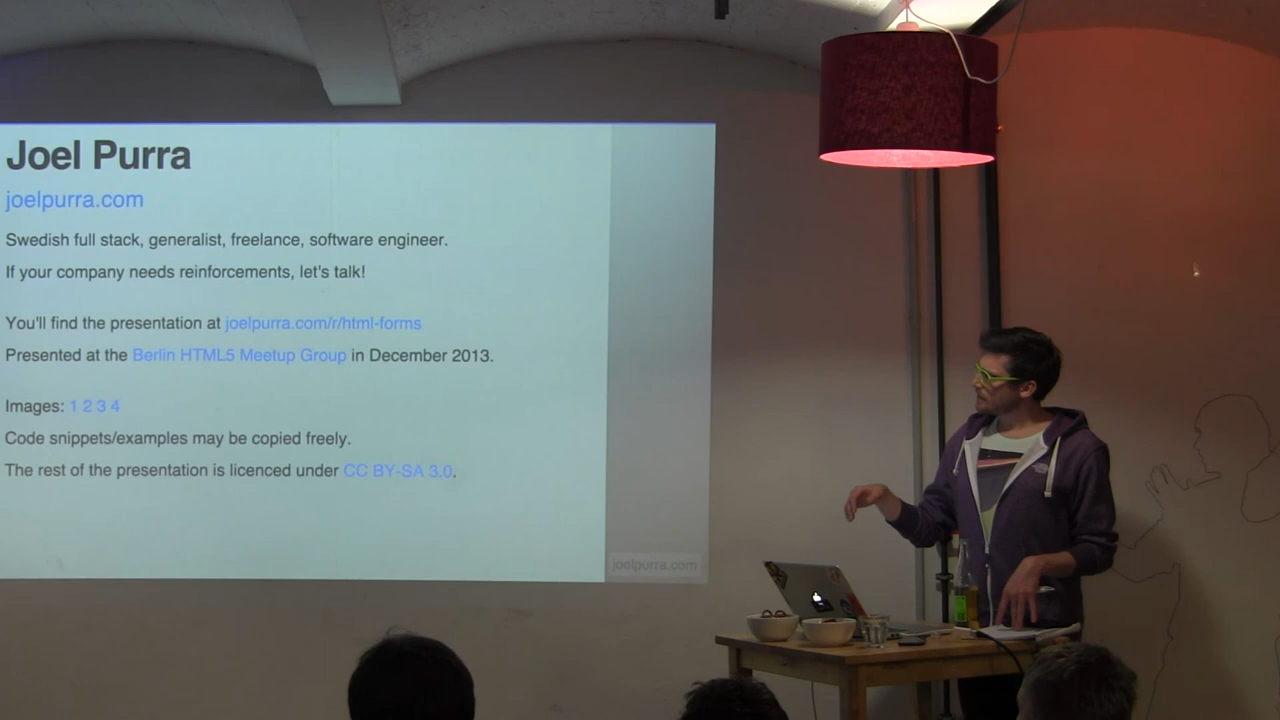 Joel Purra
joelpurra.com
Swedish full stack, generalist, freelance, software engineer.
If your company needs reinforcements, let's talk!
You'll find the presentation at joelpurra.com/r/html-forms
Presented at the Berlin HTML5 Meetup Group in December 2013.
Images: 1 2 3 4
Code snippets/examples may be copied freely.
The rest of the presentation is licenced under CC BY-SA 3.0.
joelpurra.com